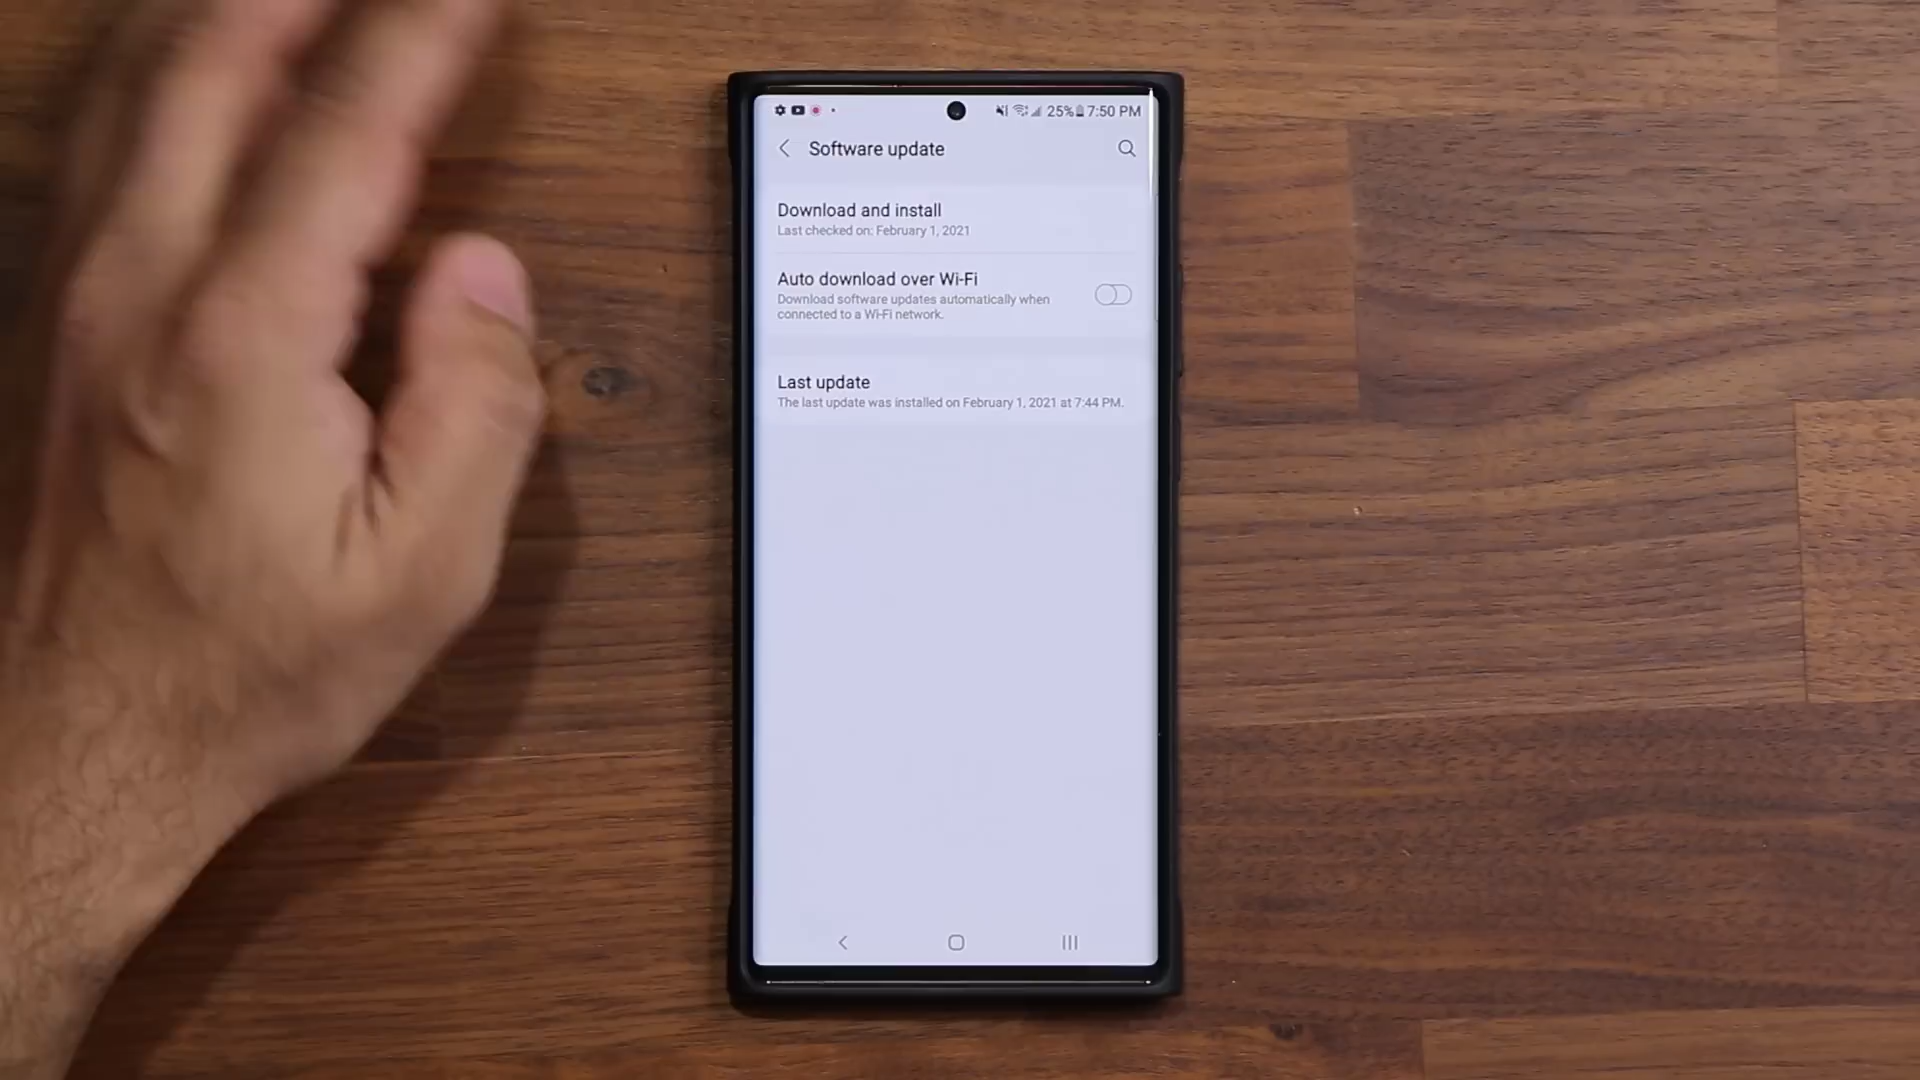 25% 7:50 PM
Software update
Download and install
Last checked on: February 1, 2021
Auto download over Wi-Fi
Download software updates automatically when
connected to a Wi-Fi network.
Last update
The last update was installed on February 1, 2021 at 7:44 PM.